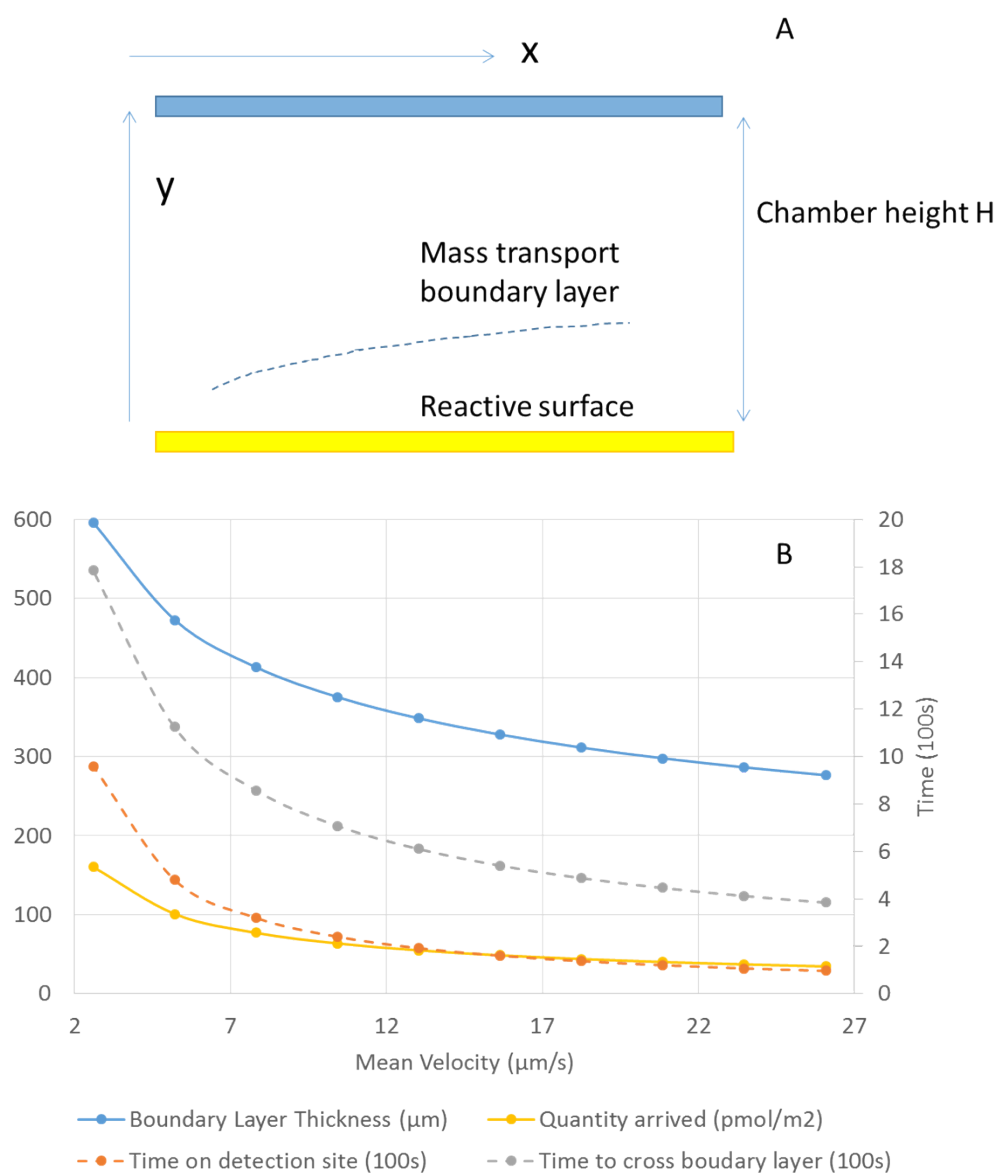 A
x
y
Chamber height H
Mass transport
boundary layer
Reactive surface
B
600
500
400
300
200
100
0
20
18
16
14
12
10
8
6
4
2
0
Time (100s)
2 7 12 17 22 27
Mean Velocity (µm/s)
Boundary Layer Thickness (µm) Quantity arrived (pmol/m2)
Time on detection site (100s) Time to cross boudary layer (100s)